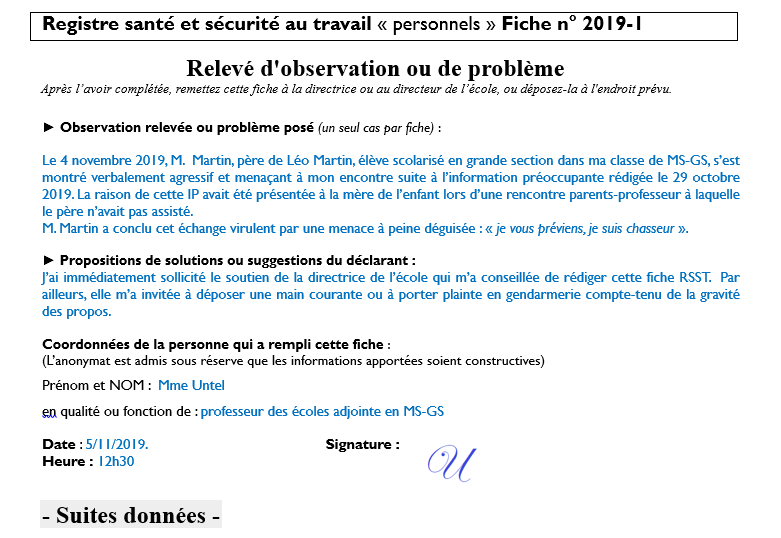 Registre santé et sécurité au travail « personnels » Fiche n° 2019-1
Relevé d'observation ou de problème
Après l'avoir complétée, remettez cette fiche à la directrice ou au directeur de l'école, ou déposez-la à l'endroit prévu.
► Observation relevée ou problème posé (un seul cas par fiche) :
Le 4 novembre 2019, M. Martin, père de Léo Martin, élève scolarisé en grande section dans ma classe de MS-GS, s'est
montré verbalement agressif et menaçant à mon encontre suite à l'information préoccupante rédigée le 29 octobre
2019. La raison de cette IP avait été présentée à la mère de l'enfant lors d'une rencontre parents-professeur à laquelle
le père n'avait pas assisté.
M. Martin a conclu cet échange virulent par une menace à peine déguisée : « je vous préviens, je suis chasseur ».
► Propositions de solutions ou suggestions du déclarant :
J'ai immédiatement sollicité le soutien de la directrice de l'école qui m'a conseillée de rédiger cette fiche RSST. Par
ailleurs, elle m'a invitée à déposer une main courante ou à porter plainte en gendarmerie compte-tenu de la gravité
des propos.
Coordonnées de la personne qui a rempli cette fiche :
(L'anonymat est admis sous réserve que les informations apportées soient constructives)
Prénom et NOM : Mme Untel
en qualité ou fonction de : professeur des écoles adjointe en MS-GS
Date : 5/11/2019. Signature :
Heure : 12h30
U
- Suites données -